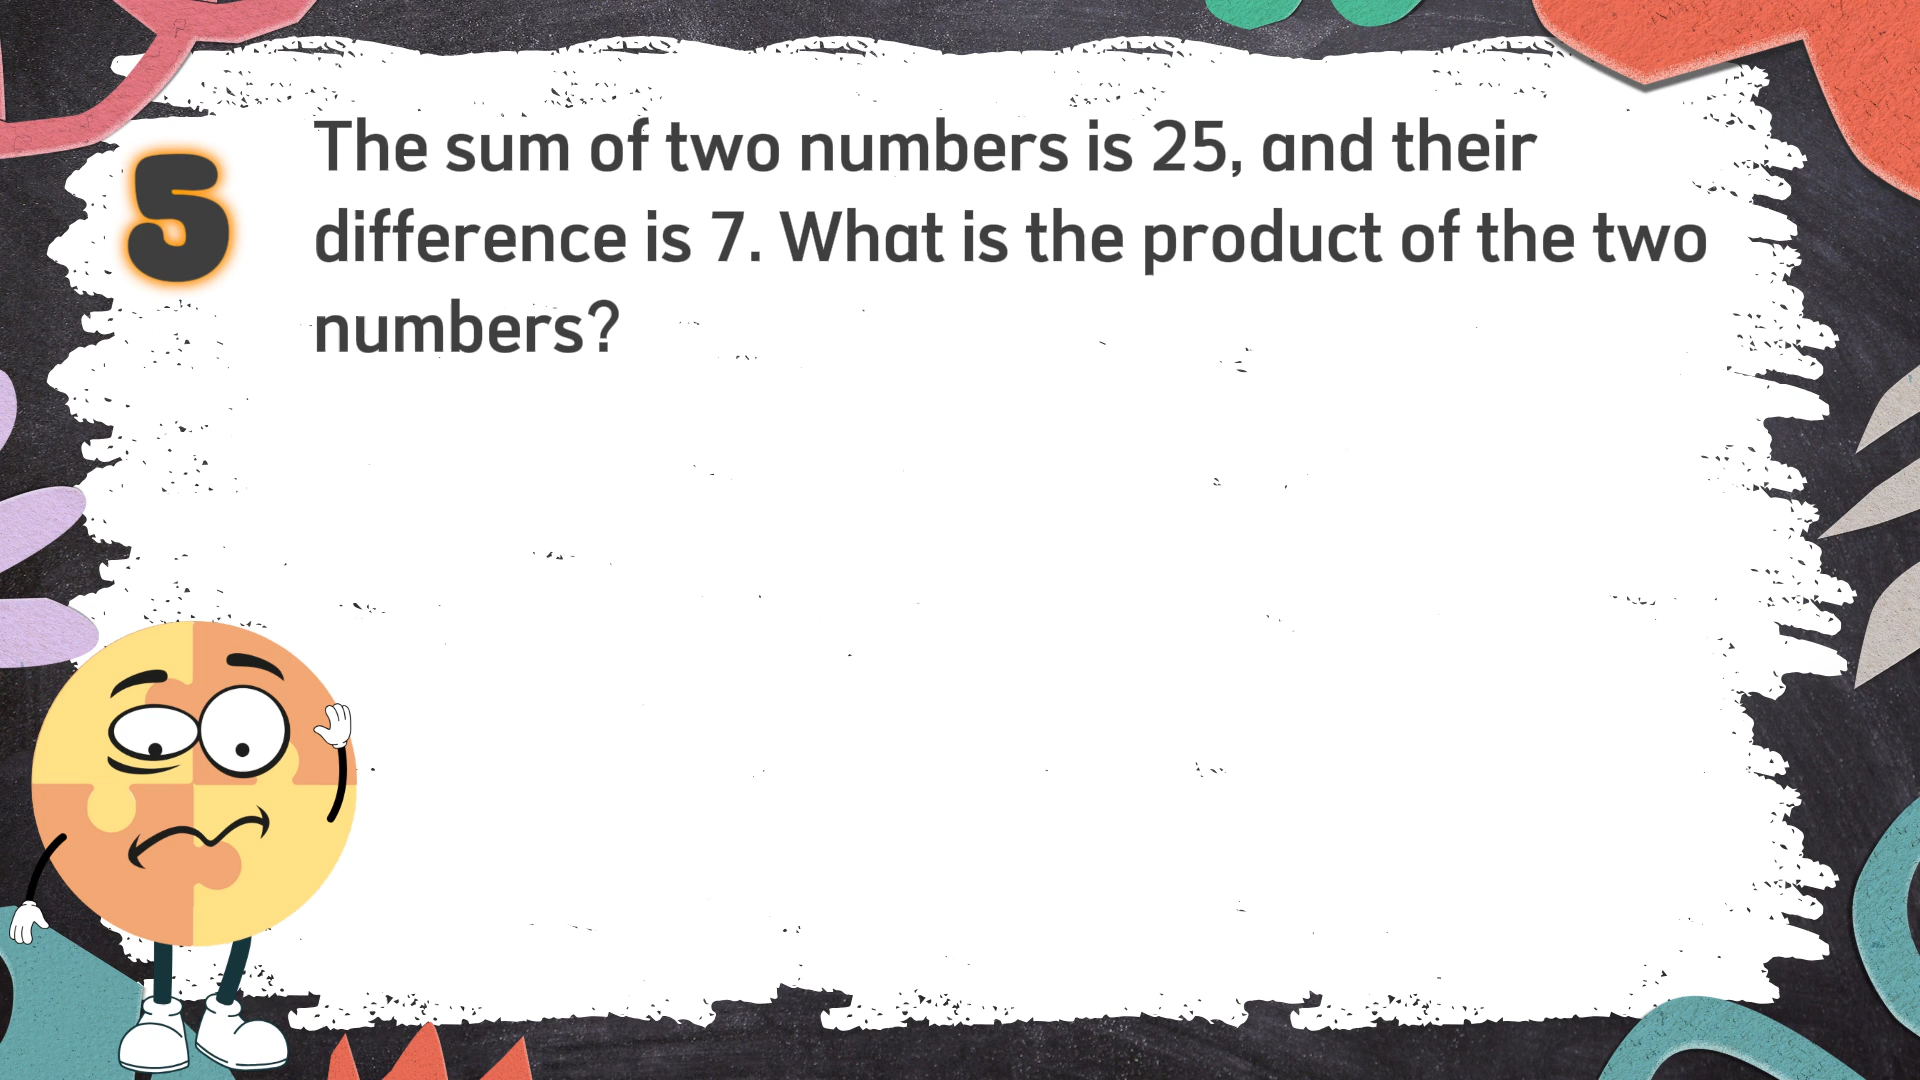 5
The sum of two numbers is 25, and their
difference is 7. What is the product of the two
numbers?